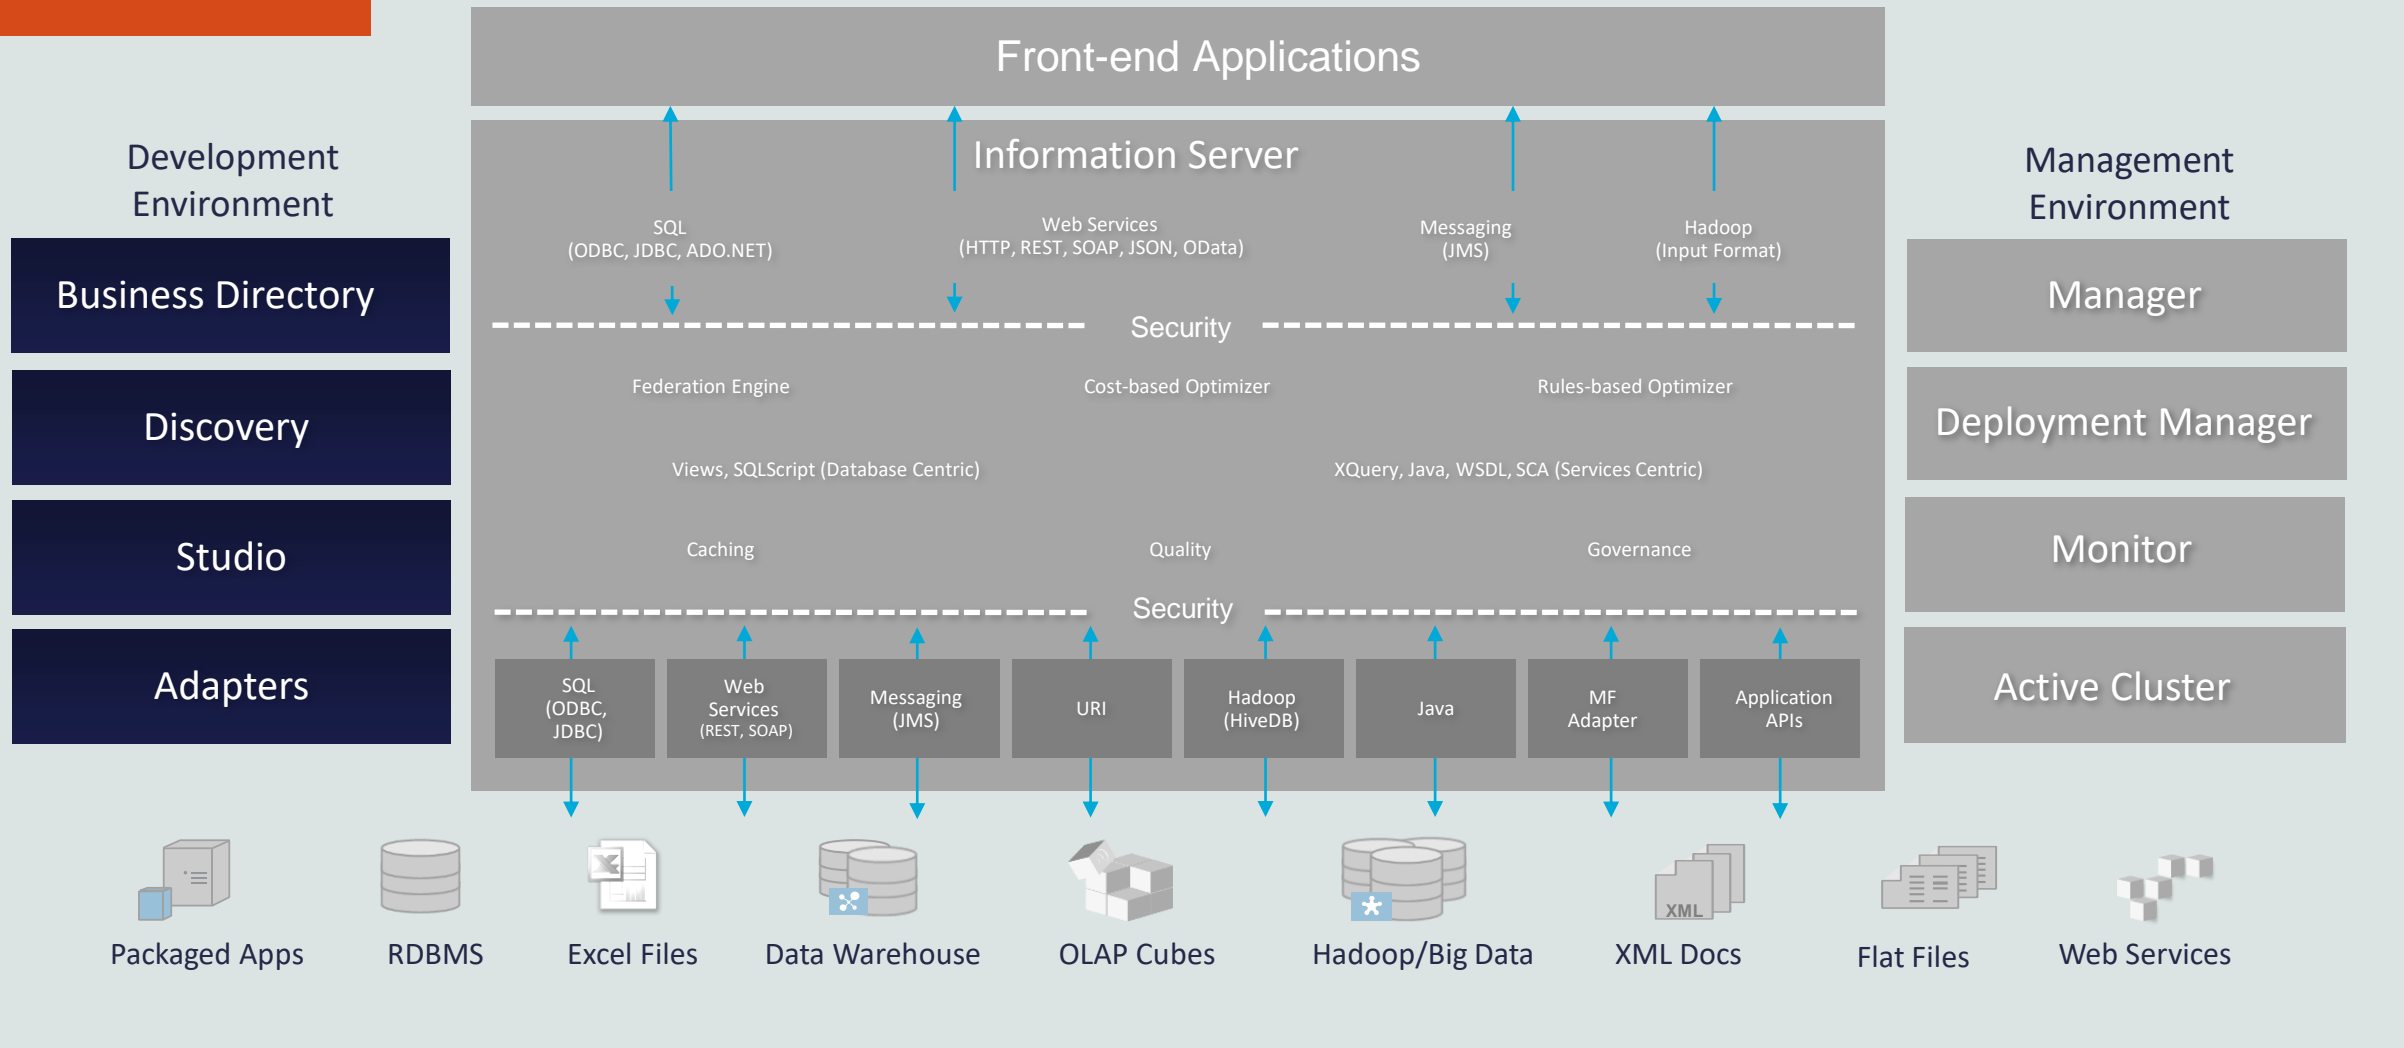 Front-end Applications
Development
Environment
Business Directory
Discovery
Studio
Adapters
Information Server
SQL
(ODBC, JDBC, ADO.NET)
Web Services
(HTTP, REST, SOAP, JSON, OData)
Messaging
(JMS)
Hadoop
(Input Format)
Security
Federation Engine
Cost-based Optimizer
Rules-based Optimizer
Views, SQLScript (Database Centric)
XQuery, Java, WSDL, SCA (Services Centric)
Caching
Quality
Governance
Security
SQL
(ODBC,
JDBC)
Web
Services
(REST, SOAP)
Messaging
(JMS)
URI
Hadoop
(HiveDB)
Java
MF
Adapter
Application
APIs
Management
Environment
Manager
Deployment Manager
Monitor
Active Cluster
XML
Packaged Apps
RDBMS
Excel Files
Data Warehouse
OLAP Cubes
Hadoop/Big Data
XML Docs
Flat Files
Web Services